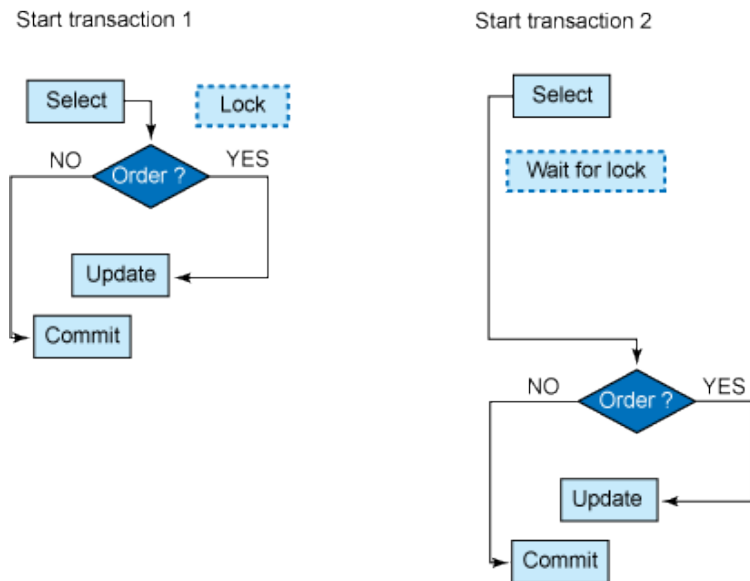 Start transaction 1
Select
Lock
NO
YES
Order ?
Update
Commit
Start transaction 2
Select
Wait for lock
NO
YES
Order ?
Update
Commit